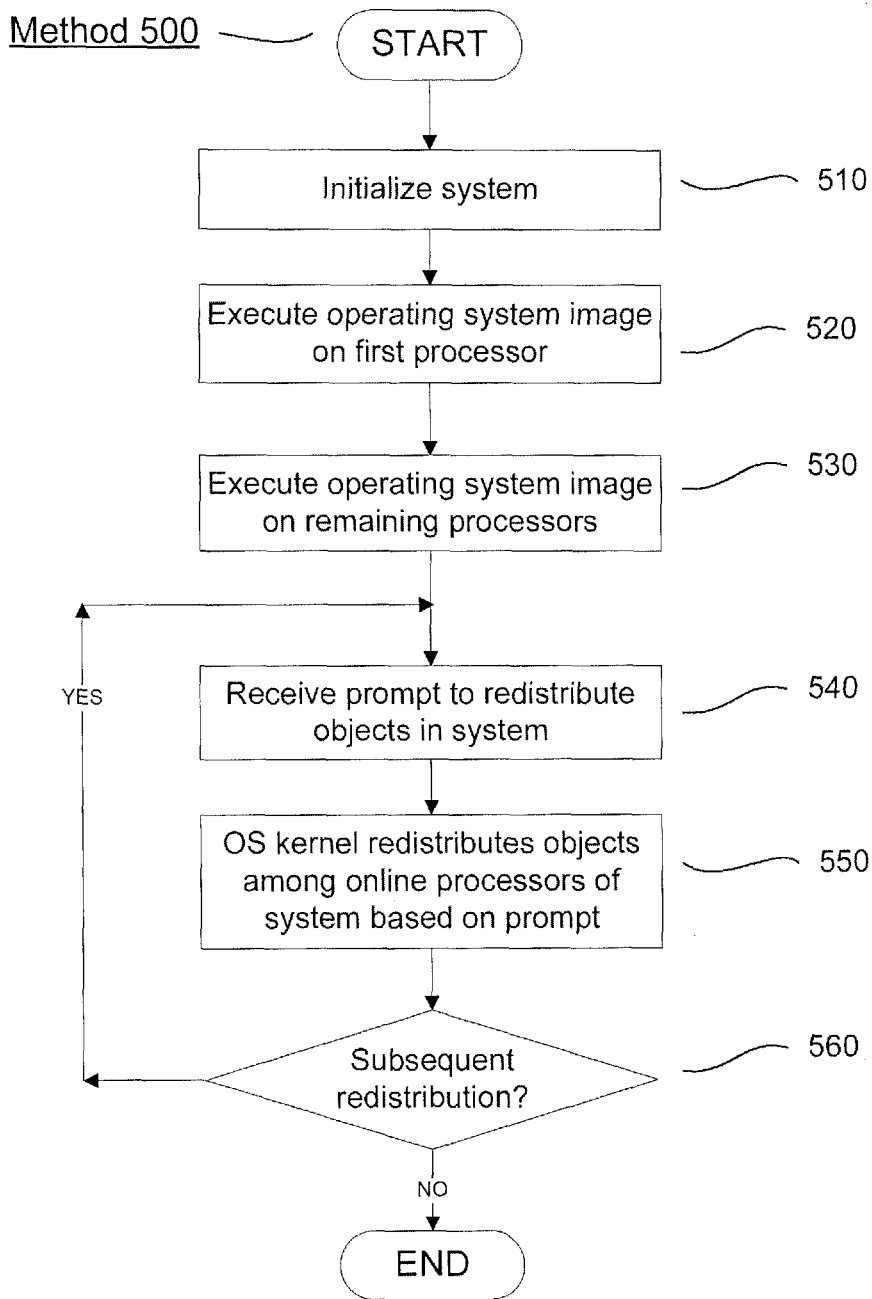 Method 500
START
Initialize system
510
Execute operating system image
on first processor
520
Execute operating system image
on remaining processors
530
YES
Receive prompt to redistribute
objects in system
540
OS kernel redistributes objects
among online processors of
system based on prompt
550
Subsequent
redistribution?
560
NO
END